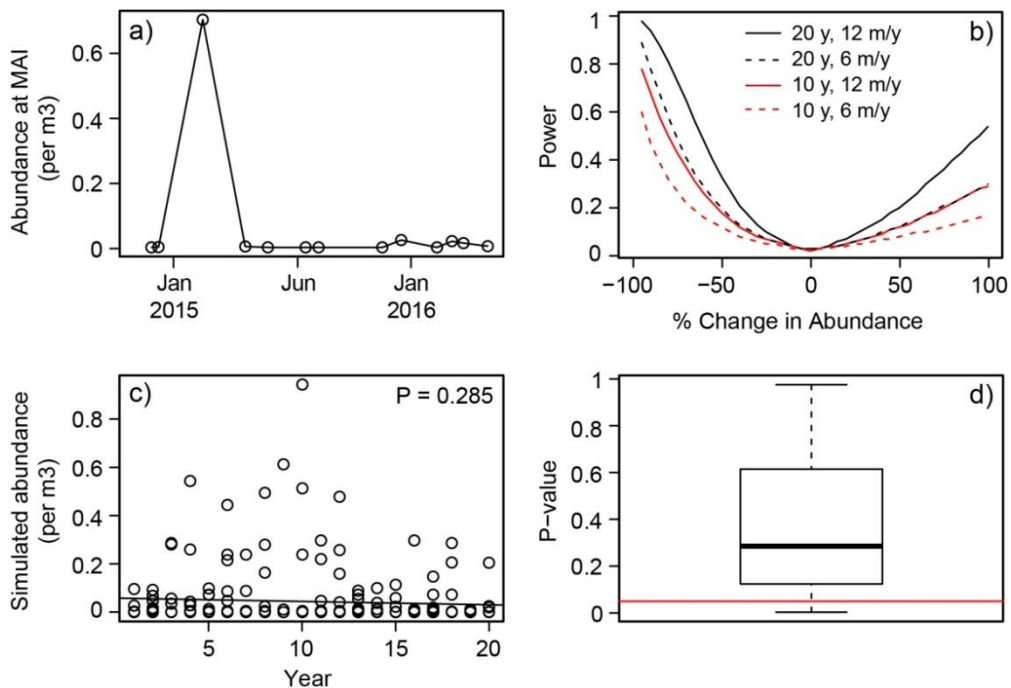 a)
Abundance at MAI
(per m3)
0.6
0.4
0.2
0
Jan
2015
Jun
Jan
2016
b)
20 y, 12 m/y
20 y, 6 m/y
10 y, 12 m/y
10 y, 6 m/y
Power
1
0.8
0.6
0.4
0.2
0
−100
−50
0
50
100
% Change in Abundance
c)
P = 0.285
Simulated abundance
(per m3)
0.8
0.6
0.4
0.2
0
5
10
15
20
Year
d)
P−value
1
0.8
0.6
0.4
0.2
0